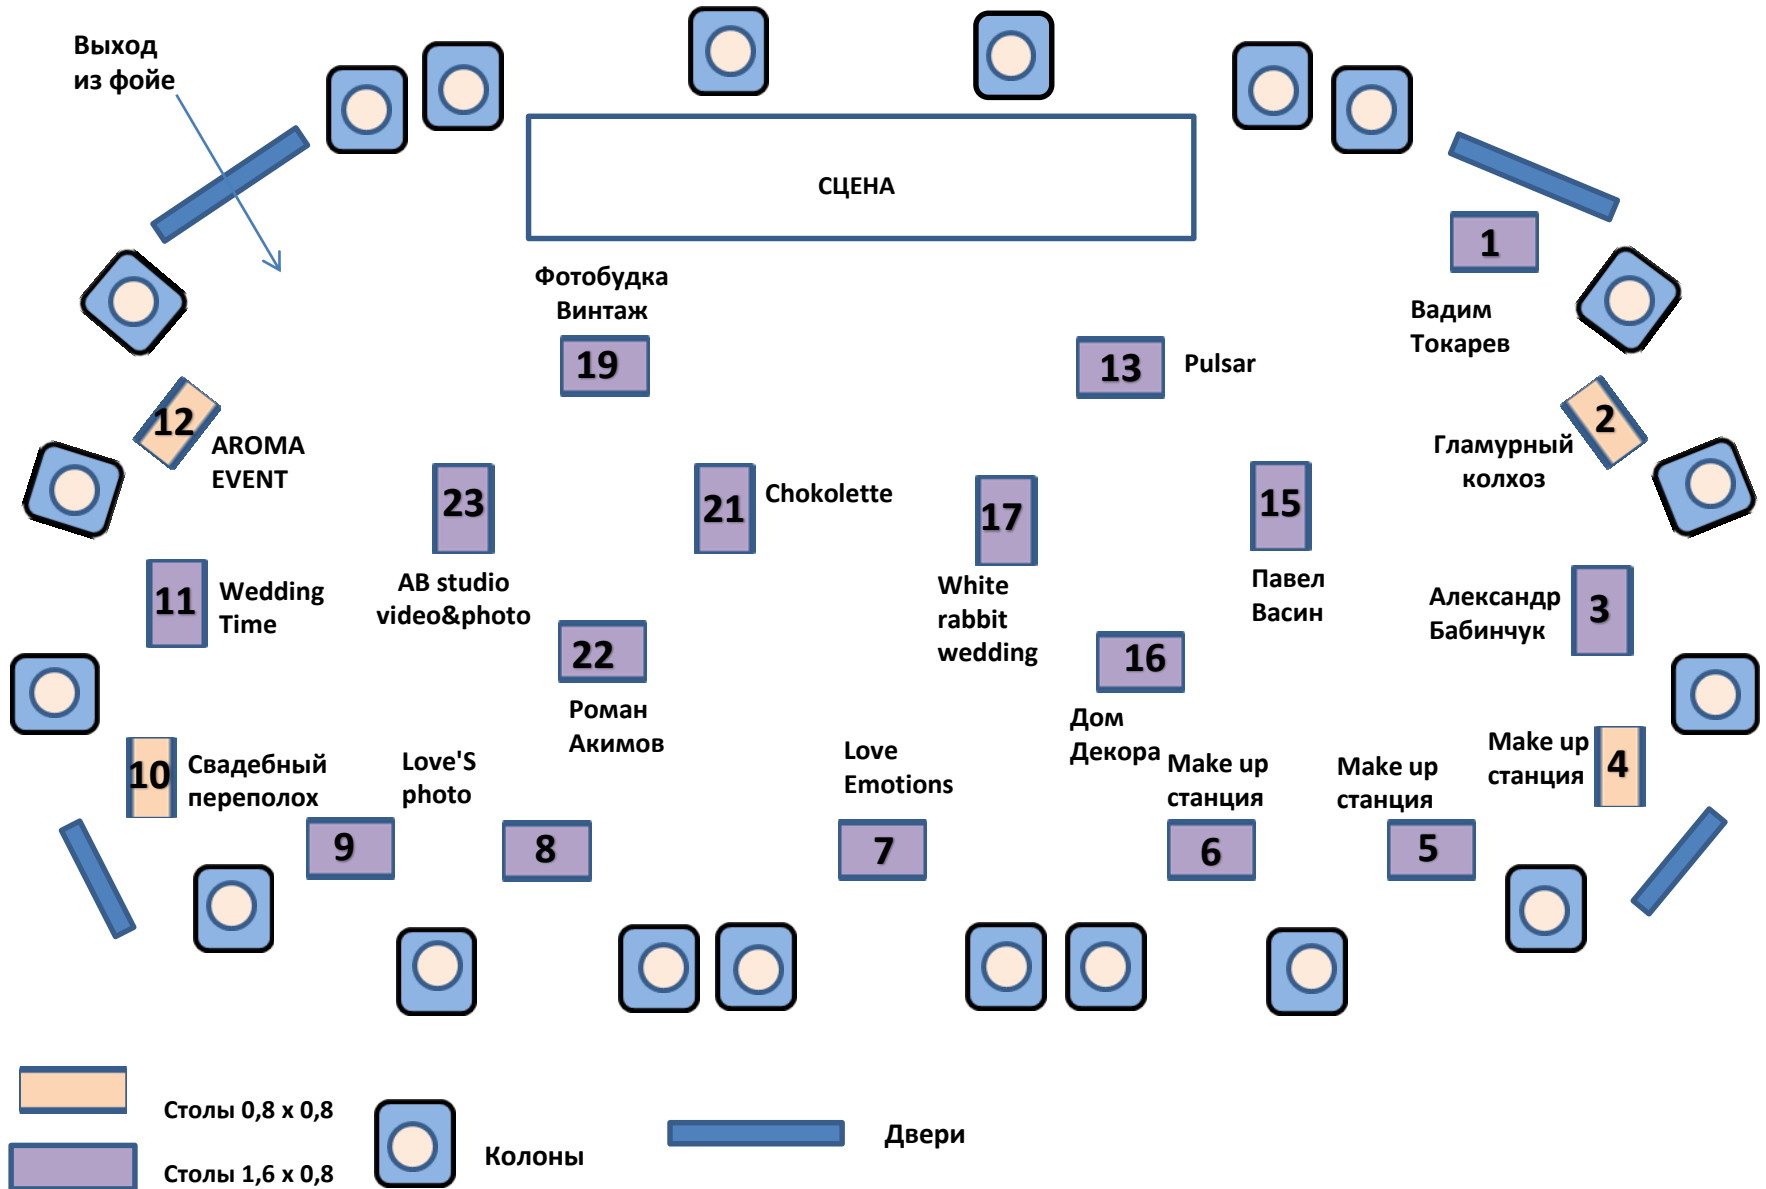 Выход
из фойе
СЦЕНА
1
Вадим
Токарев
Фотобудка
Винтаж
19
13
Pulsar
12
AROMA
EVENT
2
Гламурный
колхоз
23
AB studio
video&photo
21
Chokolette
17
White
rabbit
wedding
15
Павел
Васин
11
Wedding
Time
3
Александр
Бабинчук
22
Роман
Акимов
16
Дом
Декора
10
Свадебный
переполох
Love'S
photo
9
8
Love
Emotions
7
Make up
станция
6
Make up
станция
5
Make up
станция
4
Столы 0,8 х 0,8
Столы 1,6 х 0,8
Колоны
Двери